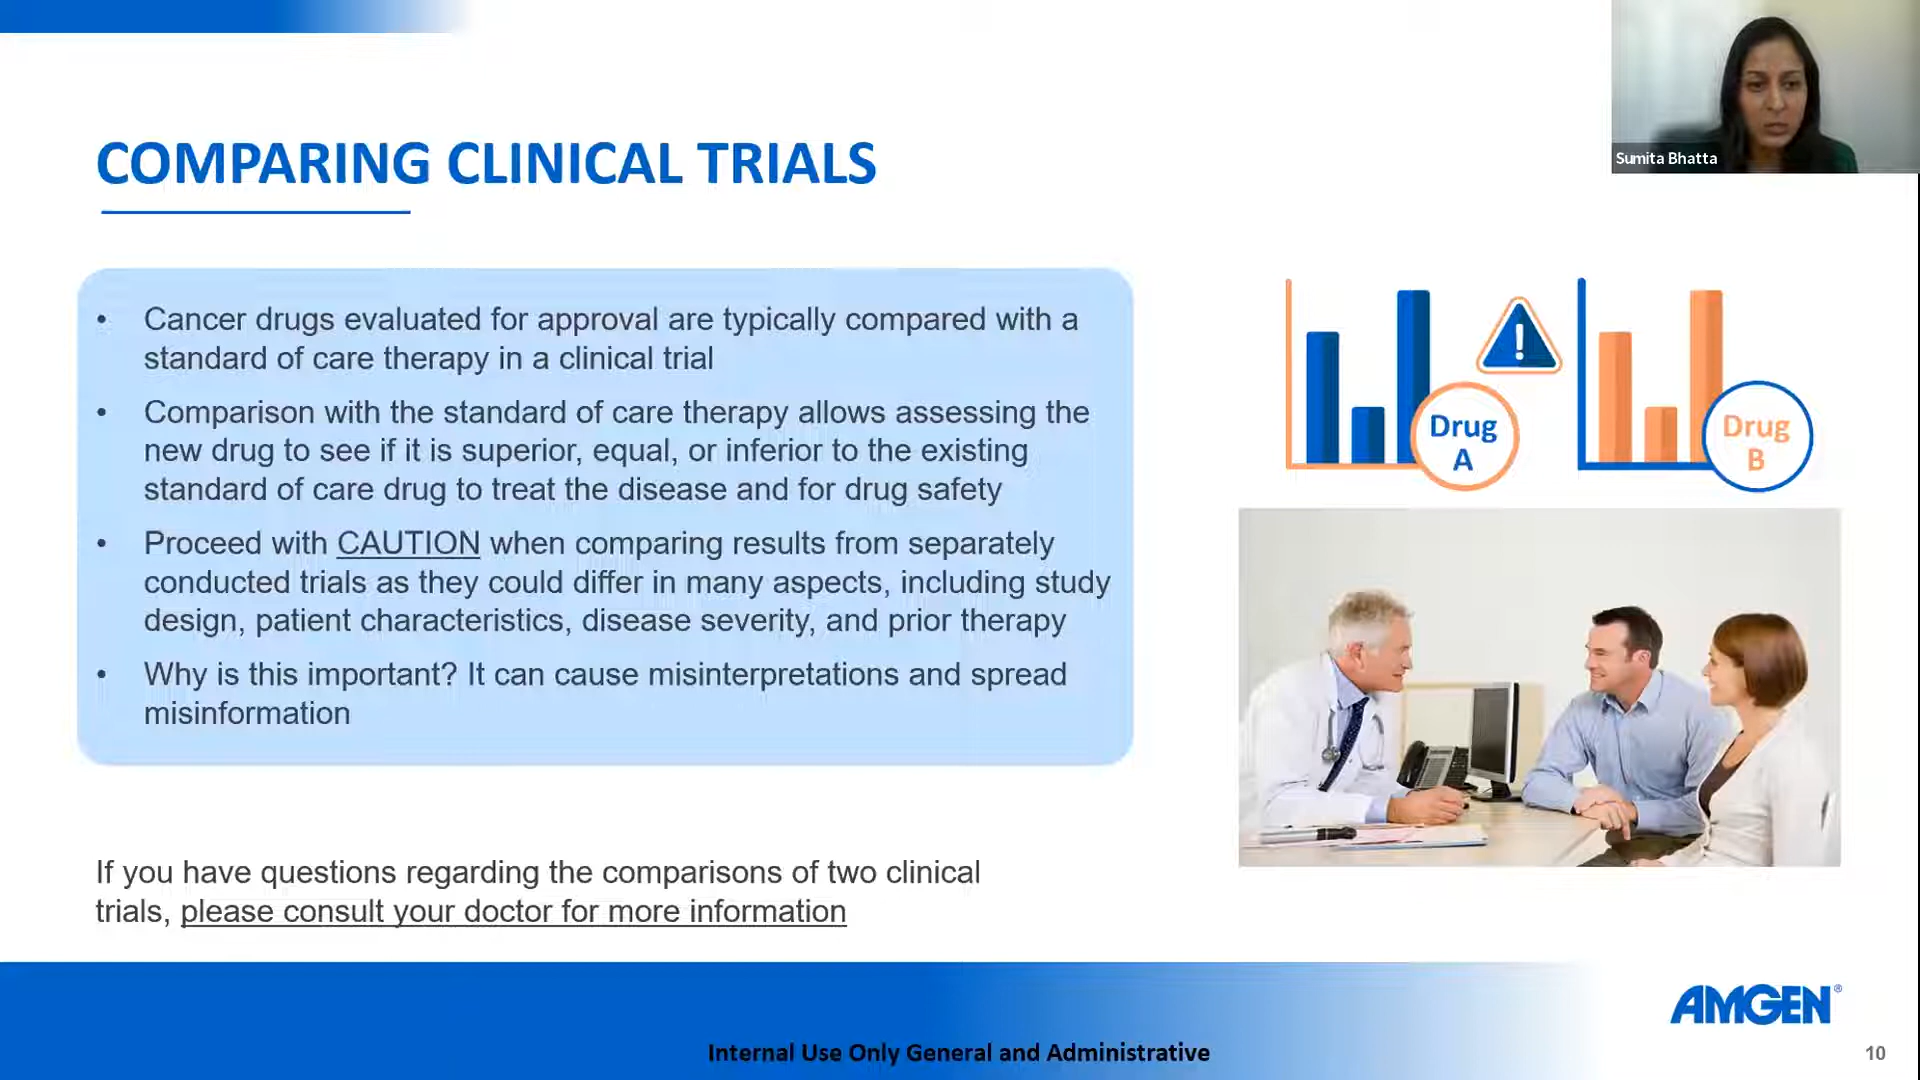 Sumita Bhatta
COMPARING CLINICAL TRIALS
• Cancer drugs evaluated for approval are typically compared with a
standard of care therapy in a clinical trial
• Comparison with the standard of care therapy allows assessing the
new drug to see if it is superior, equal, or inferior to the existing
standard of care drug to treat the disease and for drug safety
• Proceed with CAUTION when comparing results from separately
conducted trials as they could differ in many aspects, including study
design, patient characteristics, disease severity, and prior therapy
• Why is this important? It can cause misinterpretations and spread
misinformation
!
Drug
A
Drug
B
If you have questions regarding the comparisons of two clinical
trials, please consult your doctor for more information
AMGEN®
Internal Use Only General and Administrative
10